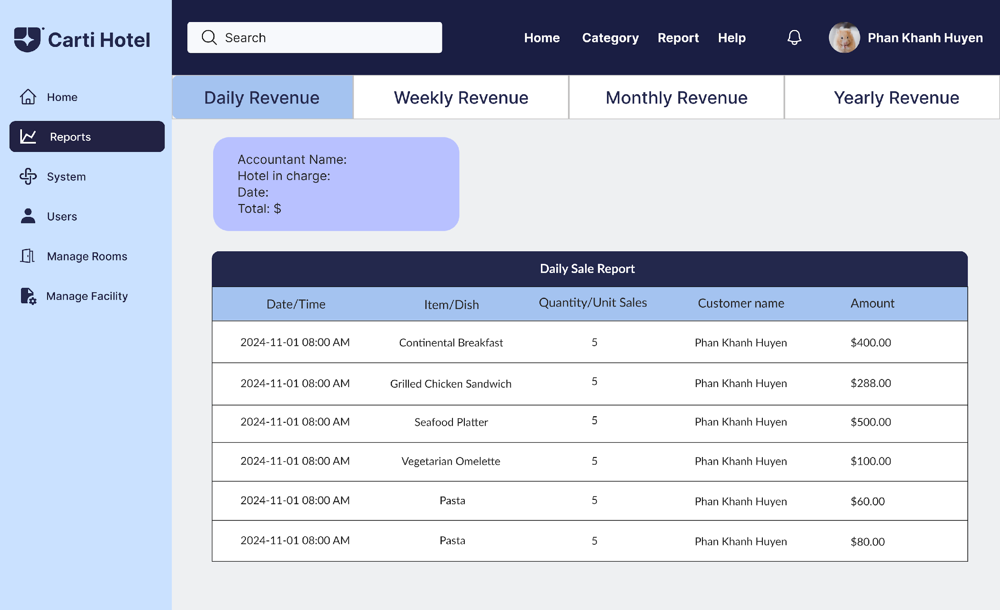 Carti Hotel
Search
Home Category Report Help
Phan Khanh Huyen
Home
Reports
System
Users
Manage Rooms
Manage Facility
Daily Revenue Weekly Revenue Monthly Revenue Yearly Revenue
Accountant Name:
Hotel in charge:
Date:
Total: $
Daily Sale Report
Date/Time Item/Dish Quantity/Unit Sales Customer name Amount
2024-11-01 08:00 AM Continental Breakfast 5 Phan Khanh Huyen $400.00
2024-11-01 08:00 AM Grilled Chicken Sandwich 5 Phan Khanh Huyen $288.00
2024-11-01 08:00 AM Seafood Platter 5 Phan Khanh Huyen $500.00
2024-11-01 08:00 AM Vegetarian Omelette 5 Phan Khanh Huyen $100.00
2024-11-01 08:00 AM Pasta 5 Phan Khanh Huyen $60.00
2024-11-01 08:00 AM Pasta 5 Phan Khanh Huyen $80.00